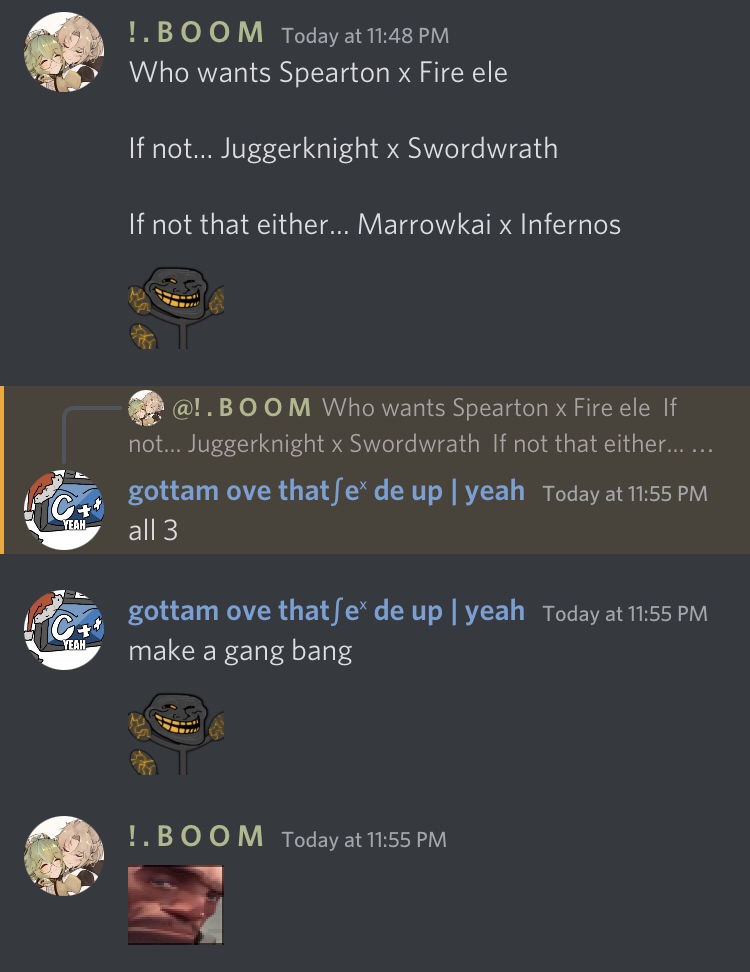 !.BOOM Today at 11:48 PM
Who wants Spearton x Fire ele
If not... Juggerknight x Swordwrath
If not that either... Marrowkai x Infernos
@!.BOOM Who wants Spearton x Fire ele If
not... Juggerknight x Swordwrath If not that either... ...
gottam ove that∫eˣ de up | yeah Today at 11:55 PM
C++
YEAH
all 3
gottam ove that∫eˣ de up | yeah Today at 11:55 PM
C++
YEAH
make a gang bang
!.BOOM Today at 11:55 PM